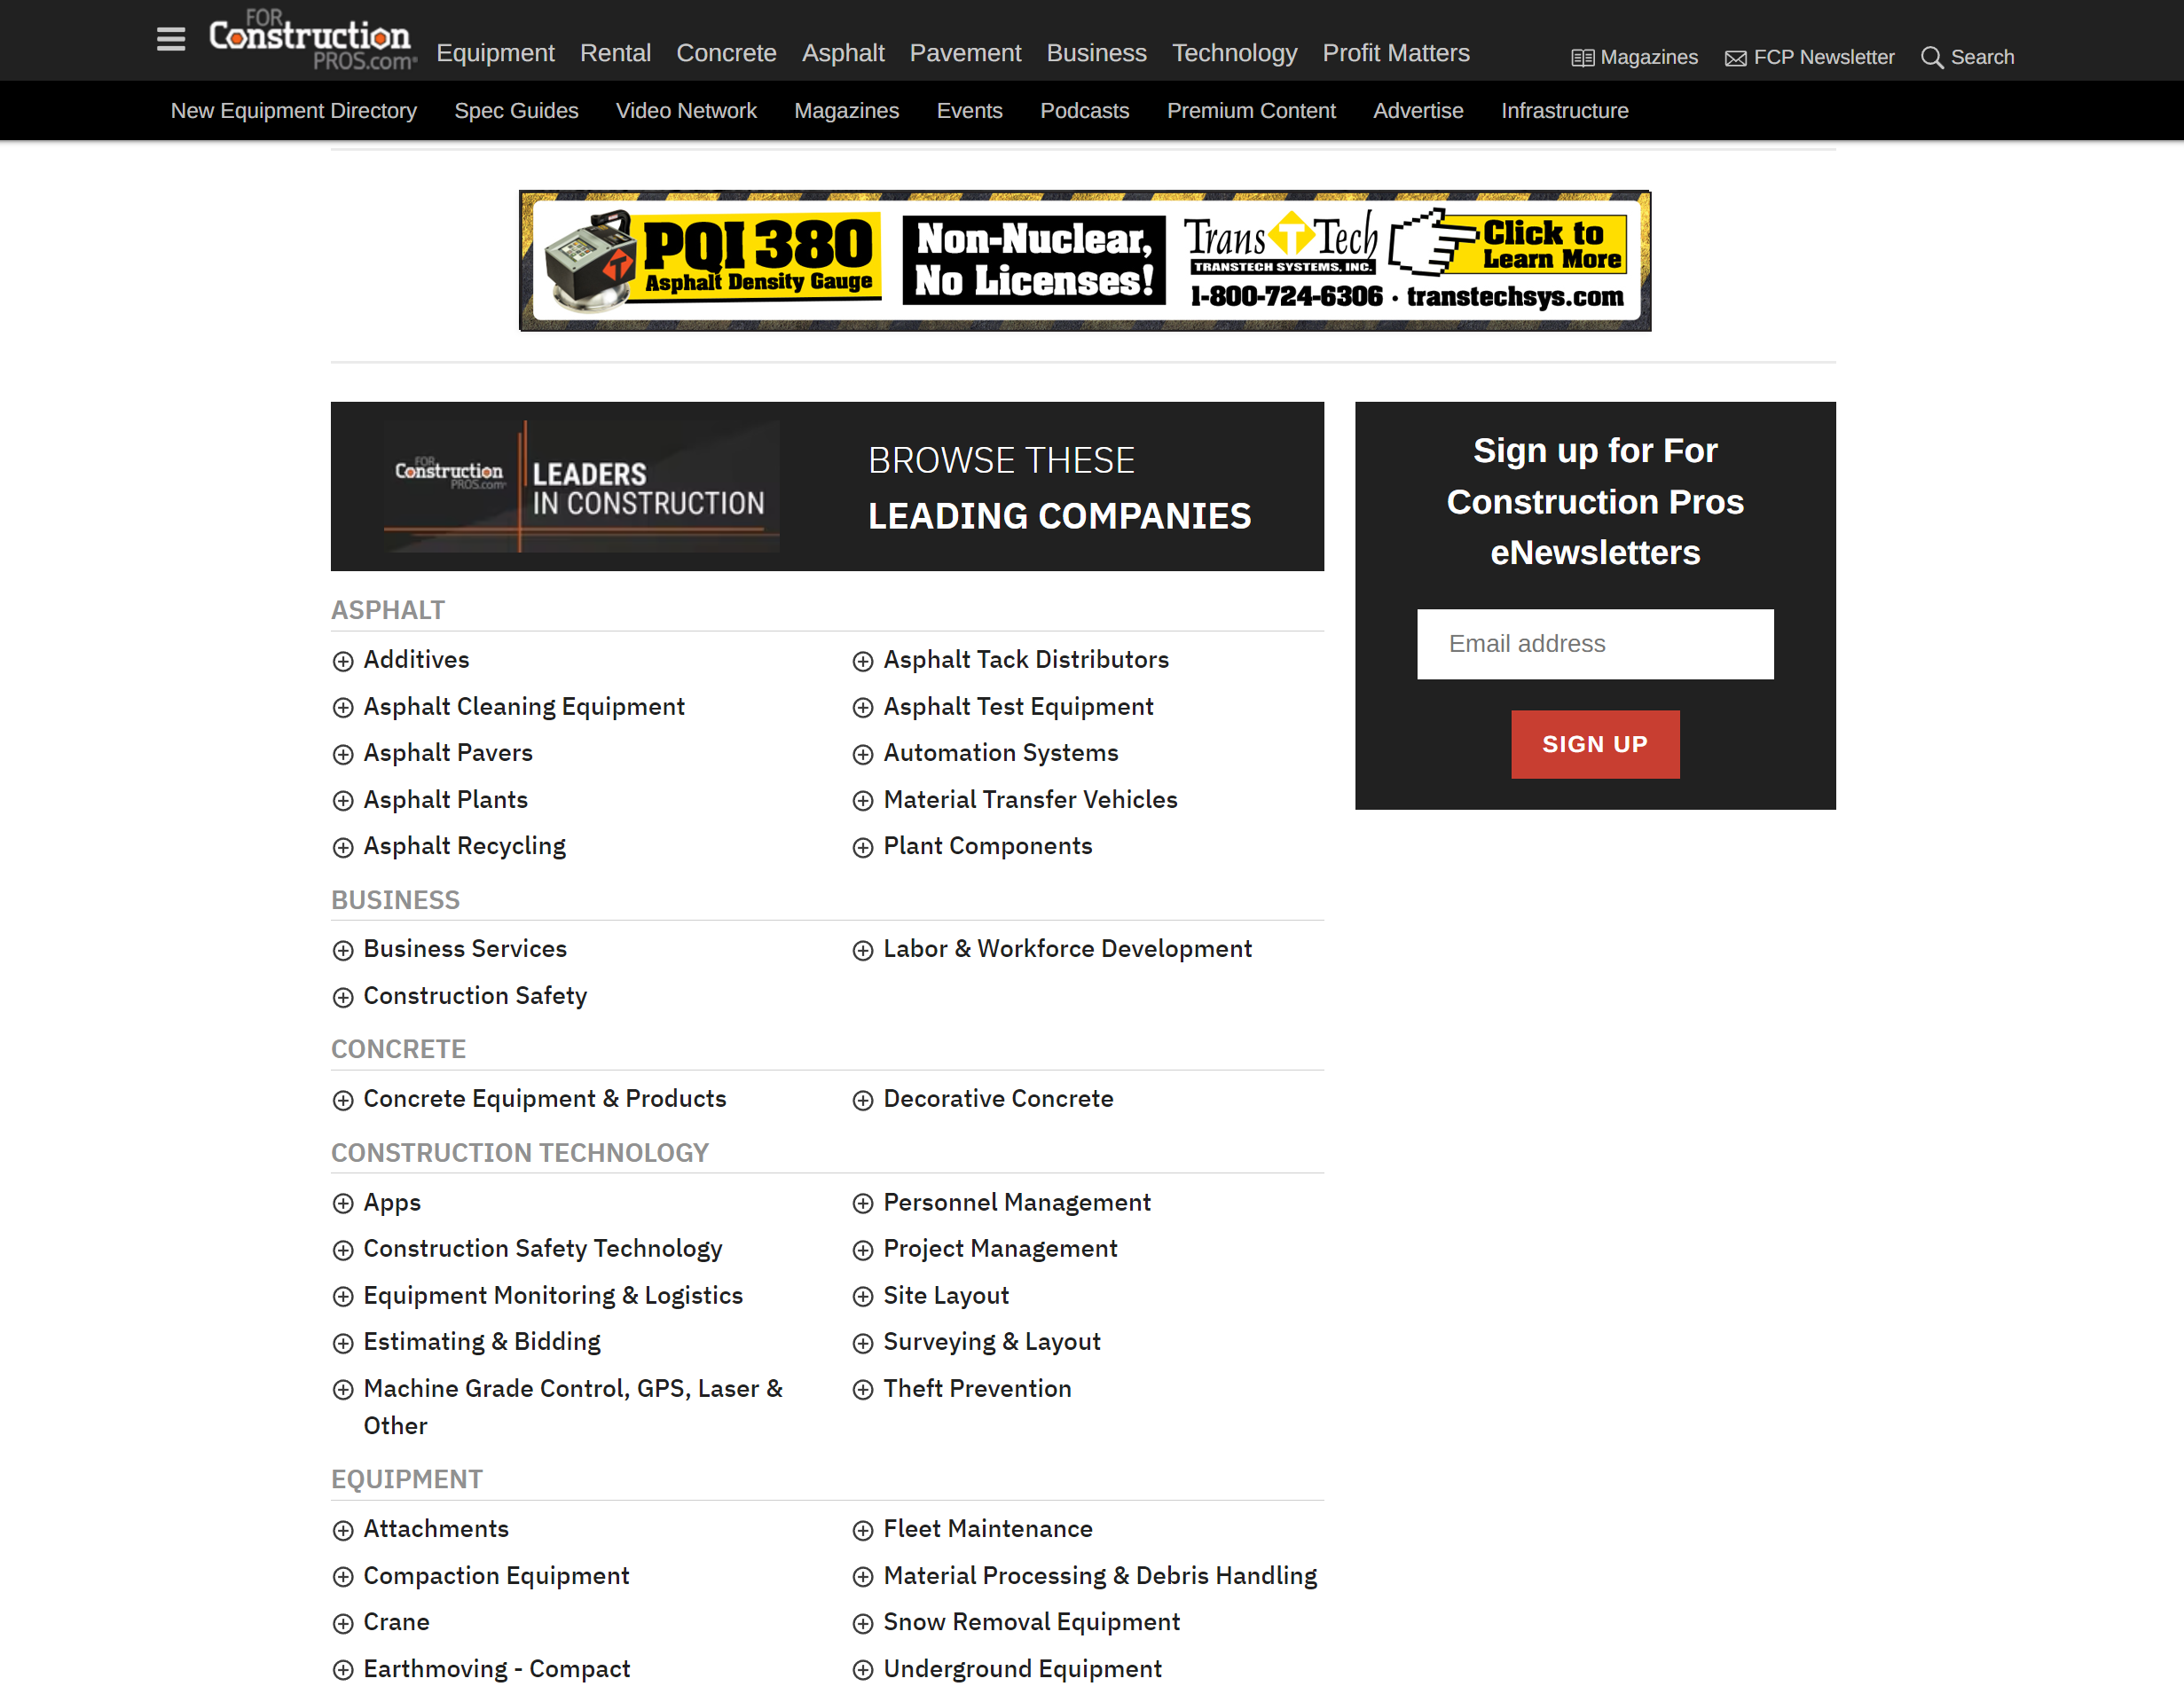 FOR
Construction
PROS.com
Equipment Rental Concrete Asphalt Pavement Business Technology Profit Matters
Magazines FCP Newsletter Search
New Equipment Directory Spec Guides Video Network Magazines Events Podcasts Premium Content Advertise Infrastructure
PQI 380
Asphalt Density Gauge
Non-Nuclear,
No Licenses!
Trans T Tech
TRANSTECH SYSTEMS, INC.
Click to
Learn More
1-800-724-6306 · transtechsys.com
FOR
Construction
PROS.com
LEADERS
IN CONSTRUCTION
BROWSE THESE
LEADING COMPANIES
Sign up for For
Construction Pros
eNewsletters
Email address
SIGN UP
ASPHALT
Additives
Asphalt Cleaning Equipment
Asphalt Pavers
Asphalt Plants
Asphalt Recycling
Asphalt Tack Distributors
Asphalt Test Equipment
Automation Systems
Material Transfer Vehicles
Plant Components
BUSINESS
Business Services
Construction Safety
Labor & Workforce Development
CONCRETE
Concrete Equipment & Products
Decorative Concrete
CONSTRUCTION TECHNOLOGY
Apps
Construction Safety Technology
Equipment Monitoring & Logistics
Estimating & Bidding
Machine Grade Control, GPS, Laser &
Other
Personnel Management
Project Management
Site Layout
Surveying & Layout
Theft Prevention
EQUIPMENT
Attachments
Compaction Equipment
Crane
Earthmoving - Compact
Fleet Maintenance
Material Processing & Debris Handling
Snow Removal Equipment
Underground Equipment